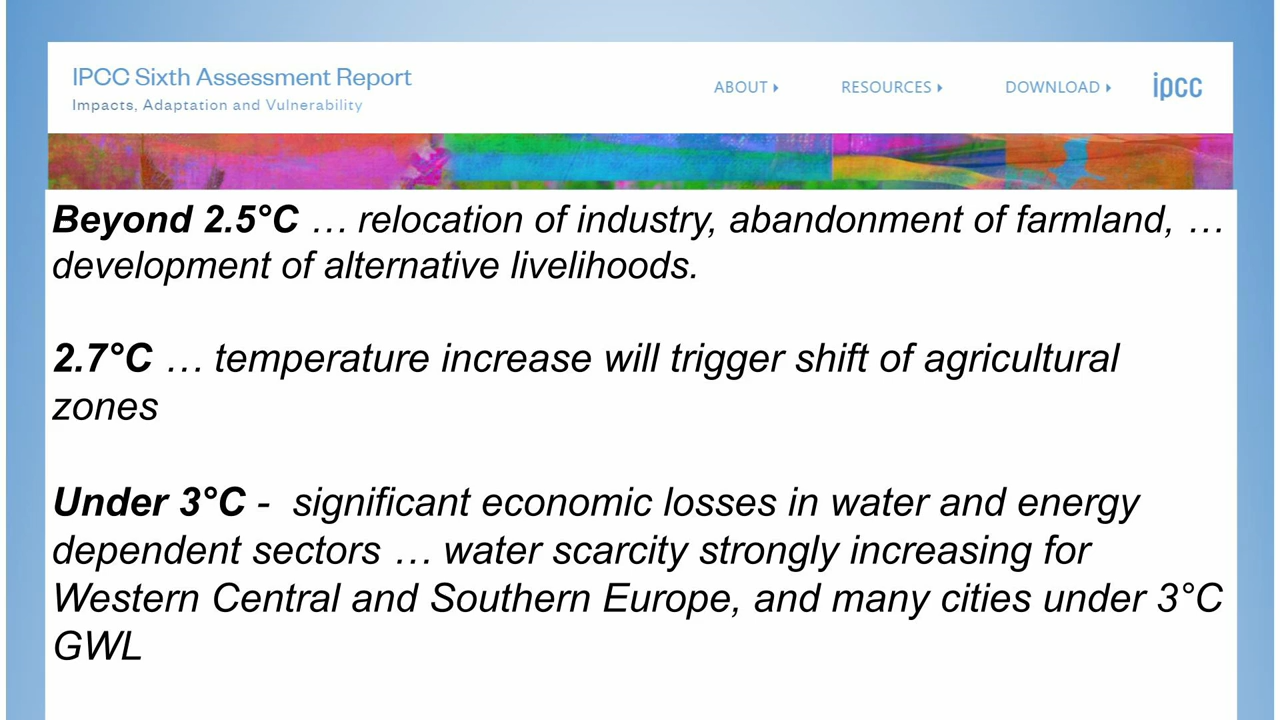 IPCC Sixth Assessment Report
Impacts, Adaptation and Vulnerability
ABOUT
RESOURCES
DOWNLOAD
ipcc
Beyond 2.5°C … relocation of industry, abandonment of farmland, …
development of alternative livelihoods.
2.7°C … temperature increase will trigger shift of agricultural
zones
Under 3°C - significant economic losses in water and energy
dependent sectors … water scarcity strongly increasing for
Western Central and Southern Europe, and many cities under 3°C
GWL